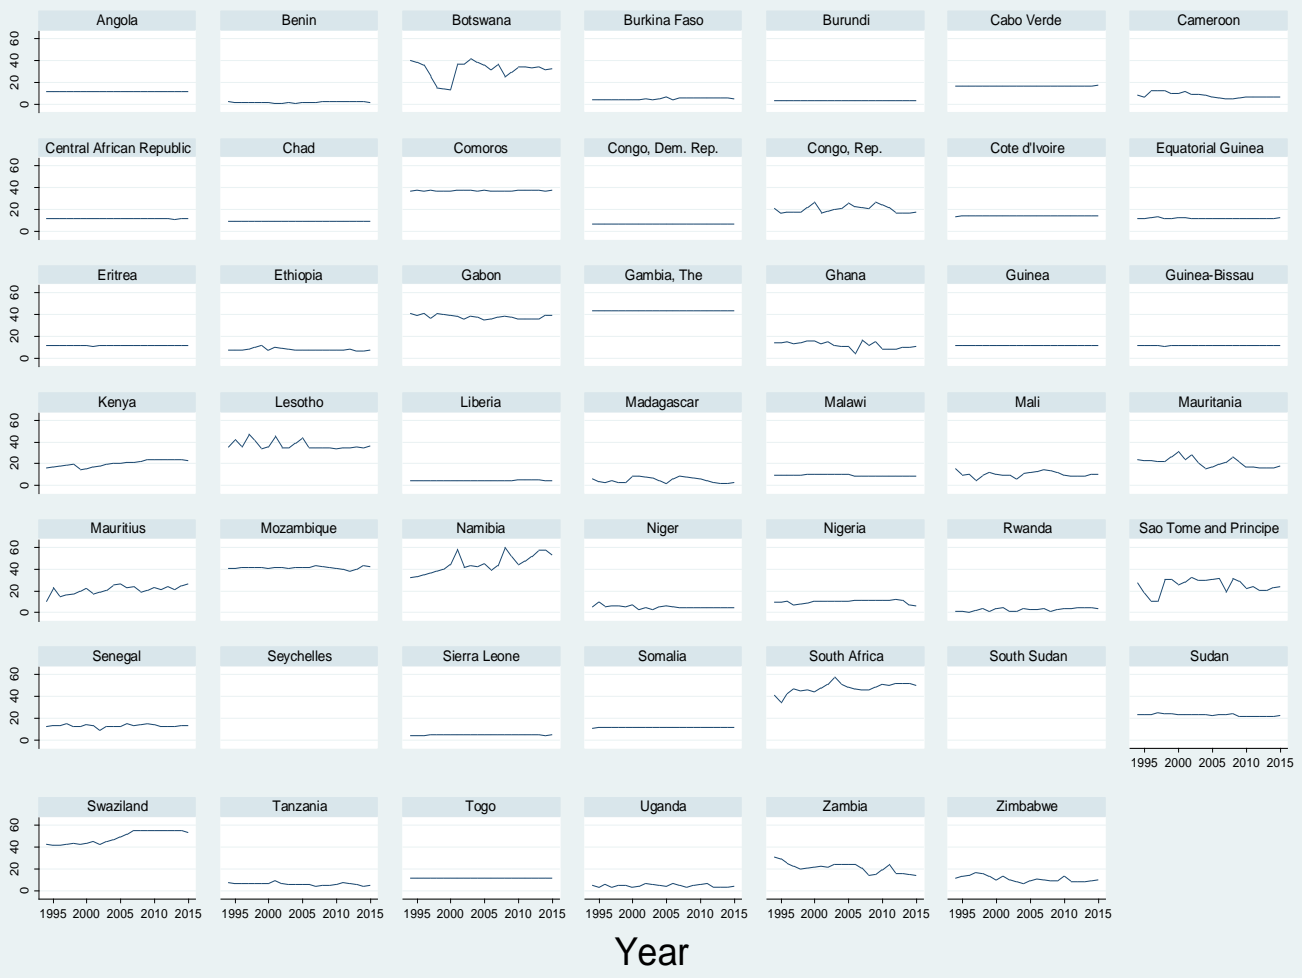 Angola Benin Botswana Burkina Faso Burundi Cabo Verde Cameroon
0 20 40 60
Central African Republic Chad Comoros Congo, Dem. Rep. Congo, Rep. Cote d'Ivoire Equatorial Guinea
0 20 40 60
Eritrea Ethiopia Gabon Gambia, The Ghana Guinea Guinea-Bissau
0 20 40 60
Kenya Lesotho Liberia Madagascar Malawi Mali Mauritania
0 20 40 60
Mauritius Mozambique Namibia Niger Nigeria Rwanda Sao Tome and Principe
0 20 40 60
Senegal Seychelles Sierra Leone Somalia South Africa South Sudan Sudan
0 20 40 60
1995 2000 2005 2010 2015
Swaziland Tanzania Togo Uganda Zambia Zimbabwe
0 20 40 60
1995 2000 2005 2010 2015 1995 2000 2005 2010 2015 1995 2000 2005 2010 2015 1995 2000 2005 2010 2015 1995 2000 2005 2010 2015 1995 2000 2005 2010 2015
Year